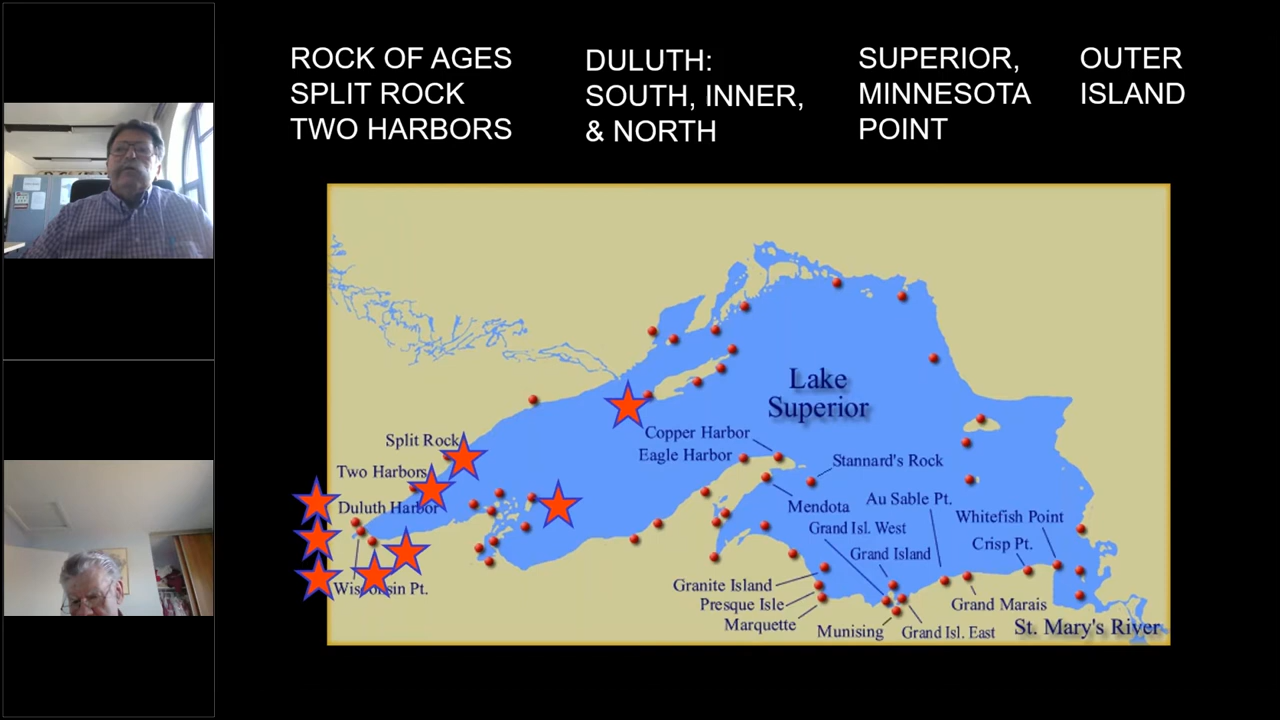 ROCK OF AGES
SPLIT ROCK
TWO HARBORS
DULUTH:
SOUTH, INNER,
& NORTH
SUPERIOR,
MINNESOTA
POINT
OUTER
ISLAND
Lake
Superior
Split Rock
Two Harbors
Duluth Harbor
Wisconsin Pt.
Copper Harbor
Eagle Harbor
Stannard's Rock
Mendota
Au Sable Pt.
Grand Isl. West
Whitefish Point
Grand Island
Crisp Pt.
Granite Island
Presque Isle
Marquette
Munising
Grand Isl. East
Grand Marais
St. Mary's River